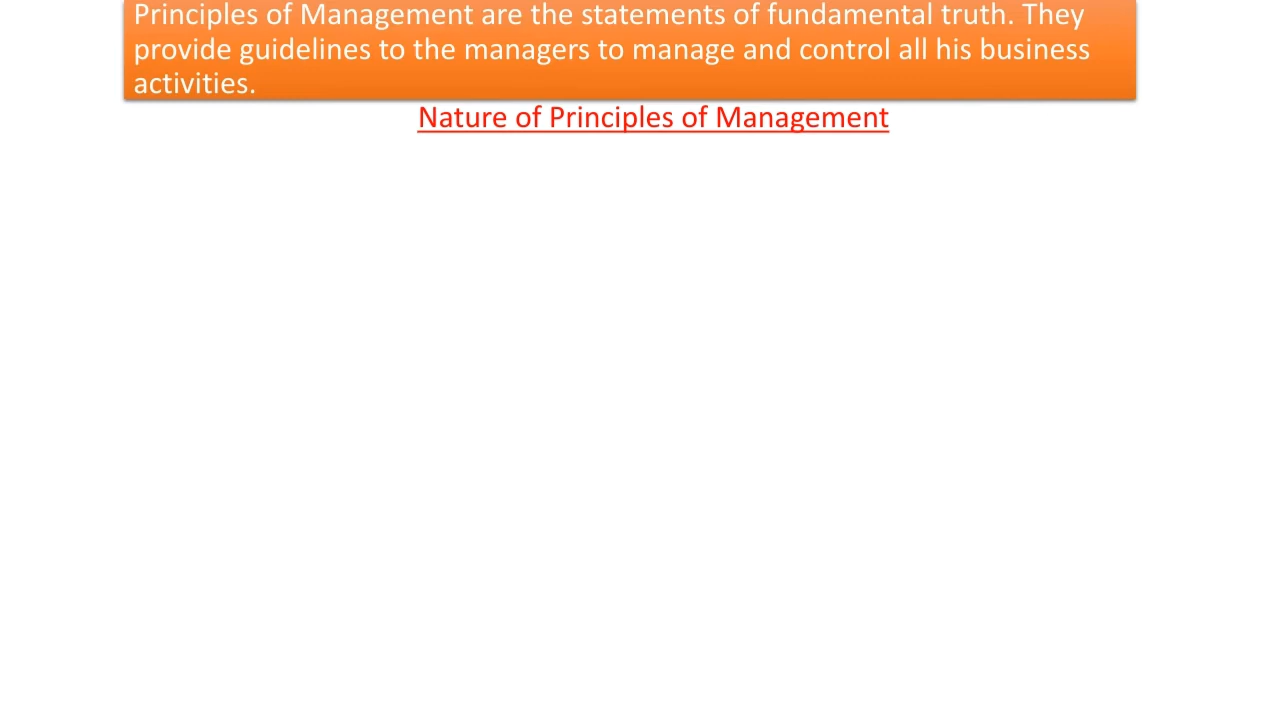 Principles of Management are the statements of fundamental truth. They
provide guidelines to the managers to manage and control all his business
activities.
Nature of Principles of Management